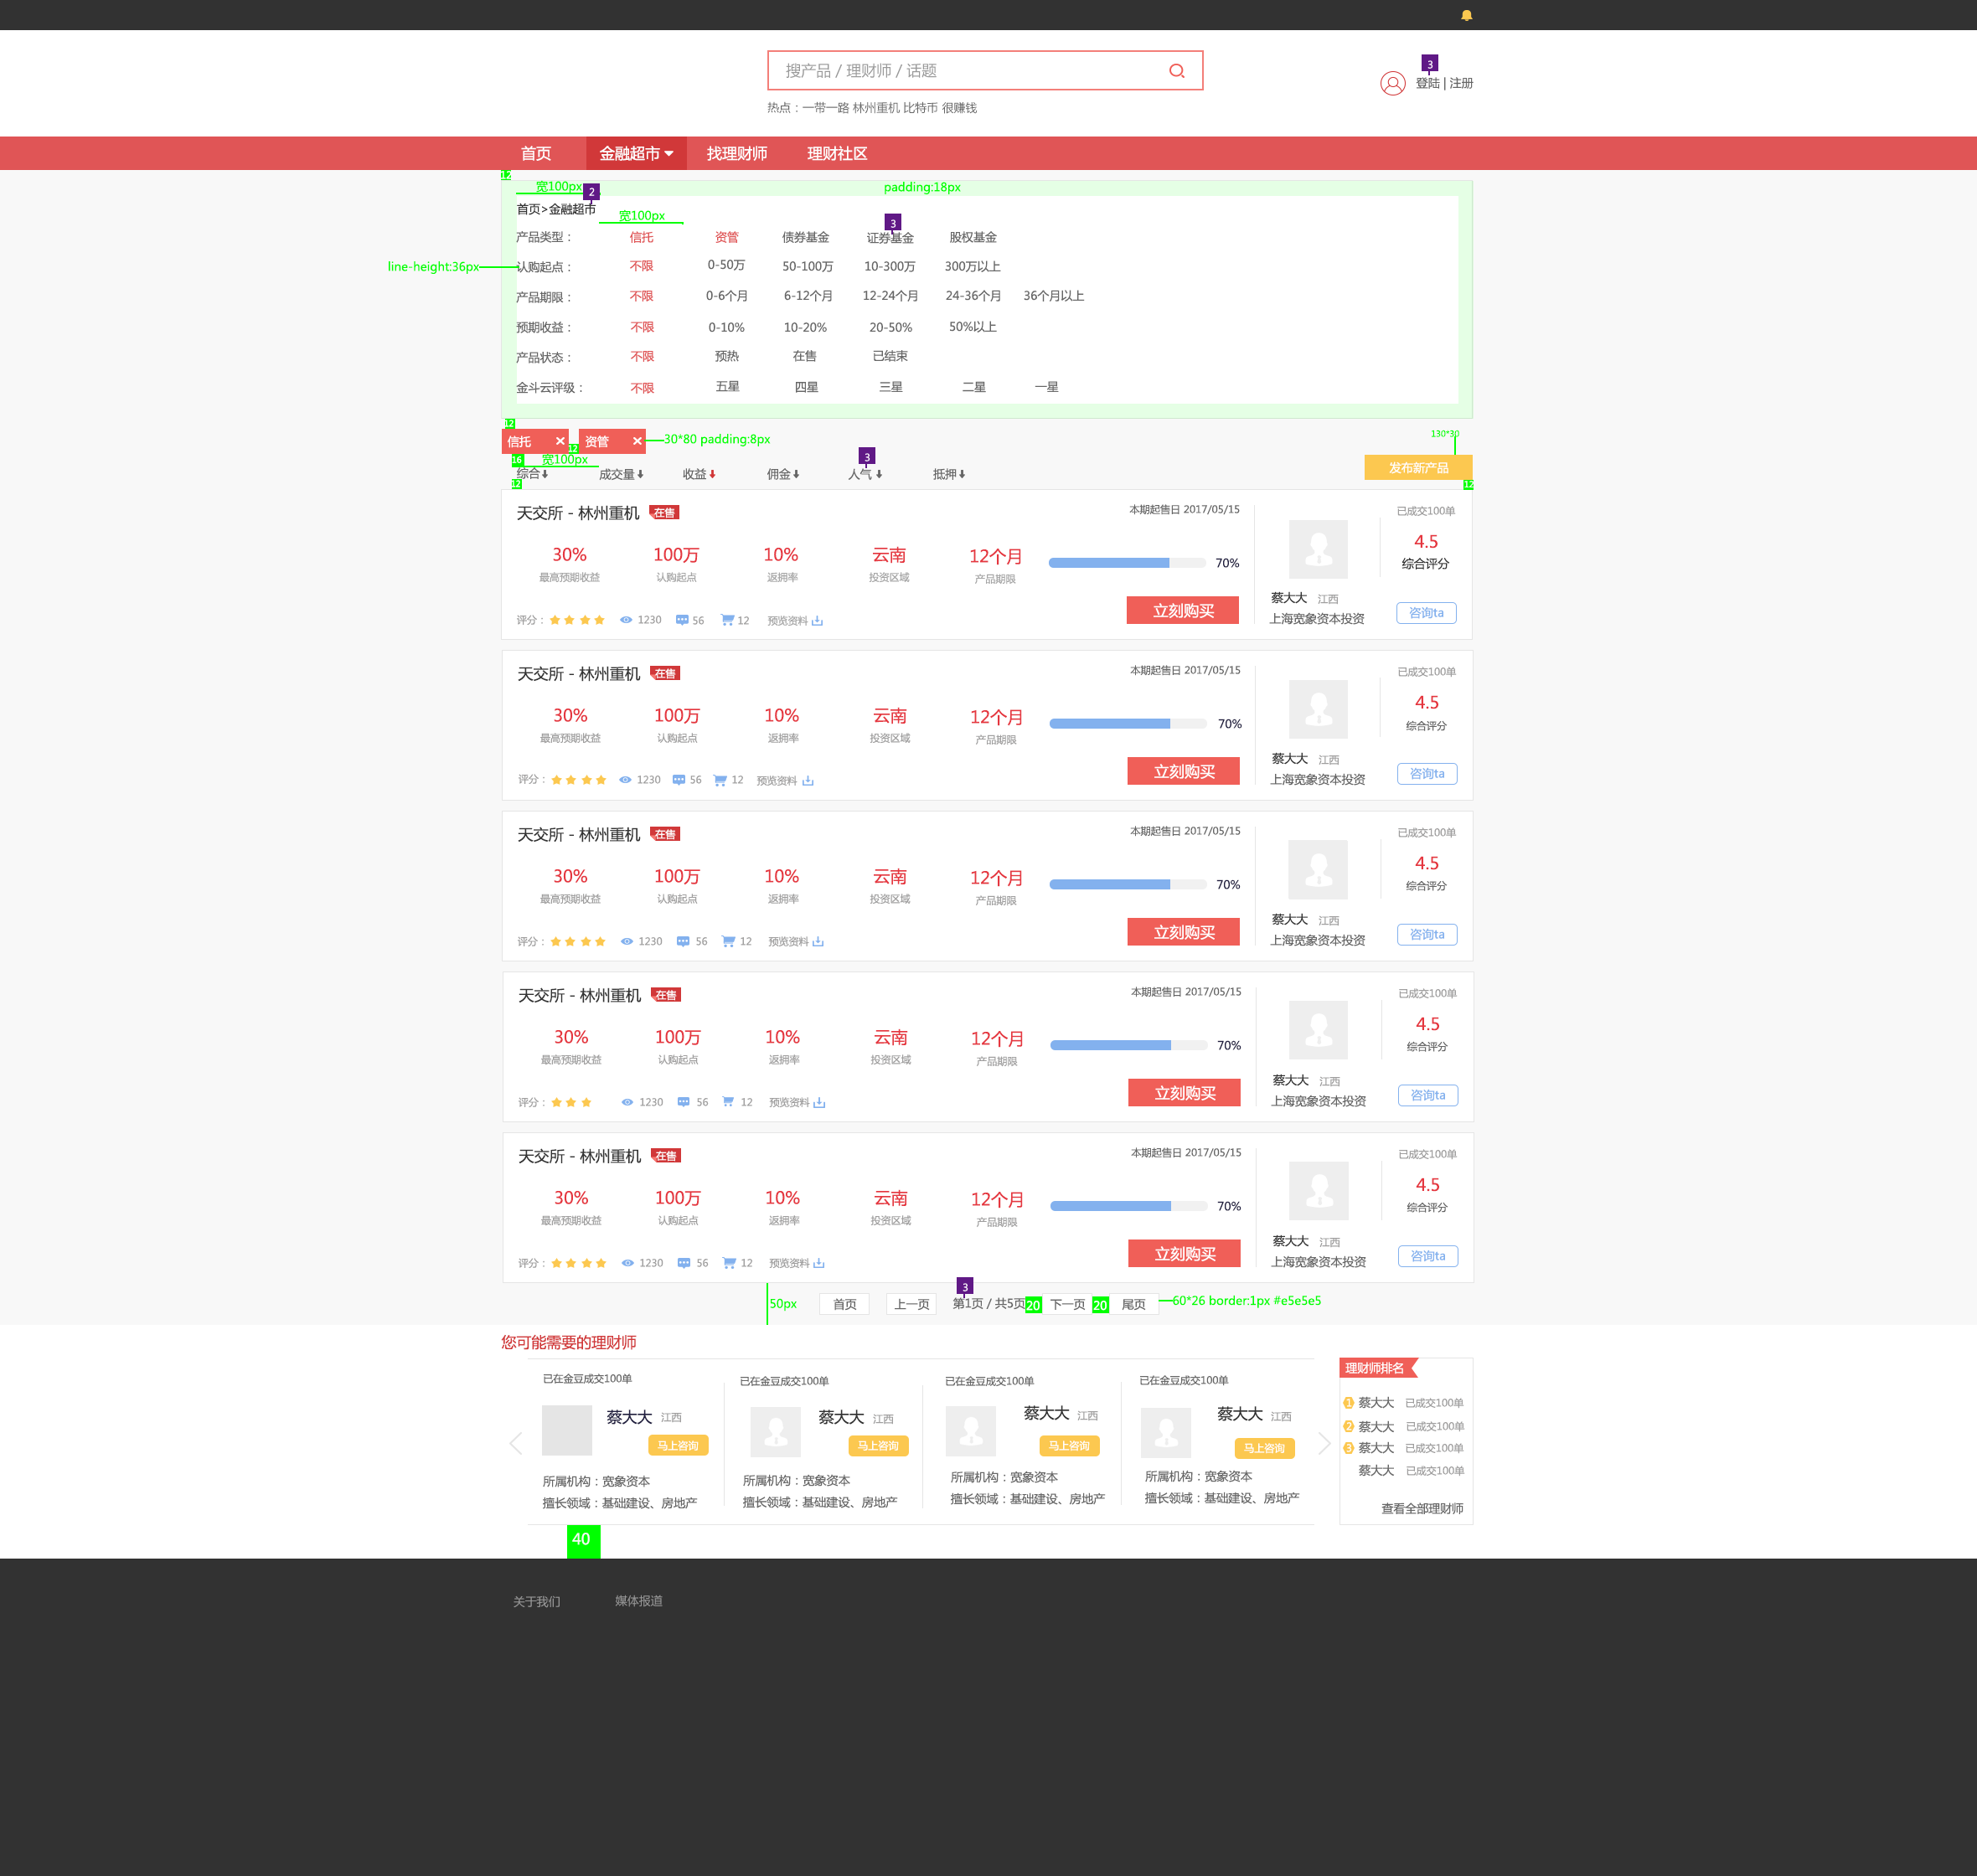 搜产品 / 理财师 / 话题
3
登陆 | 注册
热点：一带一路 林州重机 比特币 很赚钱
首页 金融超市 找理财师 理财社区
12
宽100px 2 padding:18px
首页>金融超市 宽100px 3
产品类型： 信托 资管 债券基金 证券基金 股权基金
line-height:36px 认购起点： 不限 0-50万 50-100万 10-300万 300万以上
产品期限： 不限 0-6个月 6-12个月 12-24个月 24-36个月 36个月以上
预期收益： 不限 0-10% 10-20% 20-50% 50%以上
产品状态： 不限 预热 在售 已结束
金斗云评级： 不限 五星 四星 三星 二星 一星
12
信托 × 资管 × 30*80 padding:8px 130*30
12
16 宽100px 3
综合 成交量 收益 佣金 人气 抵押 发布新产品
12 12
天交所 - 林州重机 在售 本期起售日 2017/05/15 已成交100单
30% 100万 10% 云南 12个月 70% 4.5
最高预期收益 认购起点 返拥率 投资区域 产品期限 综合评分
蔡大大 江西
立刻购买 咨询ta
评分： 1230 56 12 预览资料 上海宽象资本投资
天交所 - 林州重机 在售 本期起售日 2017/05/15 已成交100单
30% 100万 10% 云南 12个月 70% 4.5
最高预期收益 认购起点 返拥率 投资区域 产品期限 综合评分
蔡大大 江西
立刻购买 咨询ta
评分： 1230 56 12 预览资料 上海宽象资本投资
天交所 - 林州重机 在售 本期起售日 2017/05/15 已成交100单
30% 100万 10% 云南 12个月 70% 4.5
最高预期收益 认购起点 返拥率 投资区域 产品期限 综合评分
蔡大大 江西
立刻购买 咨询ta
评分： 1230 56 12 预览资料 上海宽象资本投资
天交所 - 林州重机 在售 本期起售日 2017/05/15 已成交100单
30% 100万 10% 云南 12个月 70% 4.5
最高预期收益 认购起点 返拥率 投资区域 产品期限 综合评分
蔡大大 江西
立刻购买 咨询ta
评分： 1230 56 12 预览资料 上海宽象资本投资
天交所 - 林州重机 在售 本期起售日 2017/05/15 已成交100单
30% 100万 10% 云南 12个月 70% 4.5
最高预期收益 认购起点 返拥率 投资区域 产品期限 综合评分
蔡大大 江西
立刻购买 咨询ta
评分： 1230 56 12 预览资料 上海宽象资本投资
3
50px 首页 上一页 第1页 / 共5页 20 下一页 20 尾页 60*26 border:1px #e5e5e5
您可能需要的理财师
已在金豆成交100单 已在金豆成交100单 已在金豆成交100单 已在金豆成交100单
蔡大大 江西 蔡大大 江西 蔡大大 江西 蔡大大 江西
马上咨询 马上咨询 马上咨询 马上咨询
所属机构：宽象资本 所属机构：宽象资本 所属机构：宽象资本 所属机构：宽象资本
擅长领域：基础建设、房地产 擅长领域：基础建设、房地产 擅长领域：基础建设、房地产 擅长领域：基础建设、房地产
理财师排名
1 蔡大大 已成交100单
2 蔡大大 已成交100单
3 蔡大大 已成交100单
蔡大大 已成交100单
查看全部理财师
40
关于我们 媒体报道